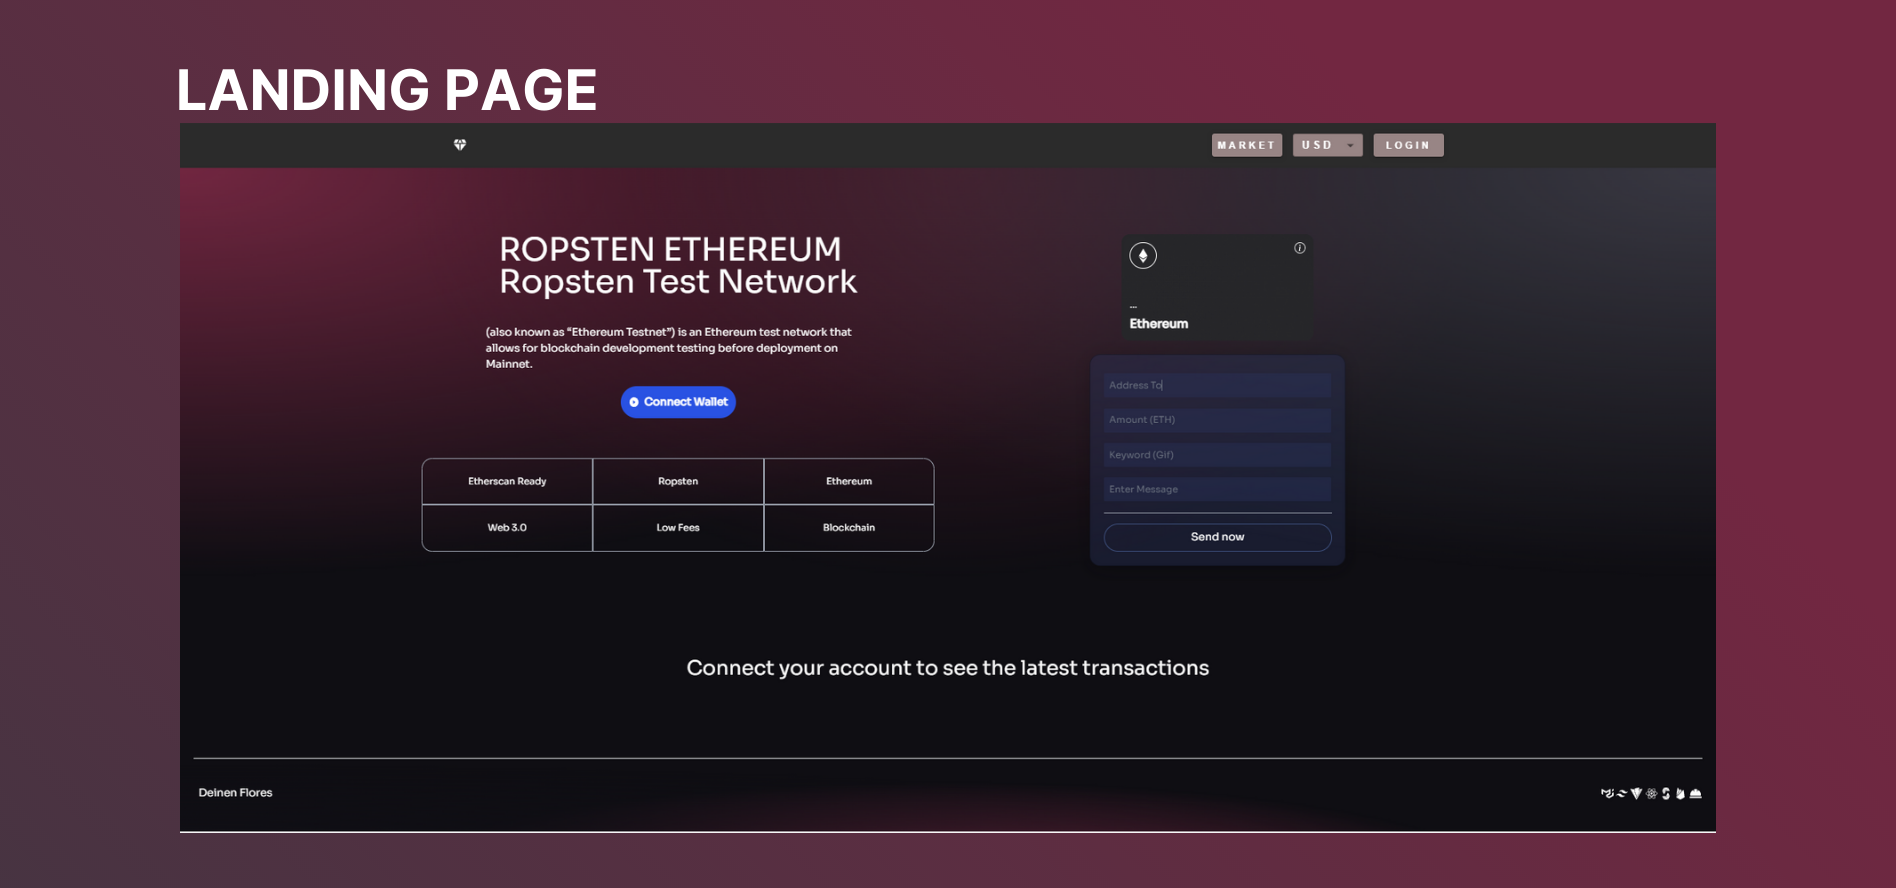 LANDING PAGE
MARKET
USD
LOGIN
ROPSTEN ETHEREUM
Ropsten Test Network
(also known as “Ethereum Testnet”) is an Ethereum test network that
allows for blockchain development testing before deployment on
Mainnet.
Connect Wallet
Etherscan Ready
Ropsten
Ethereum
Web 3.0
Low Fees
Blockchain
...
Ethereum
Address To
Amount (ETH)
Keyword (Gif)
Enter Message
Send now
Connect your account to see the latest transactions
Deinen Flores